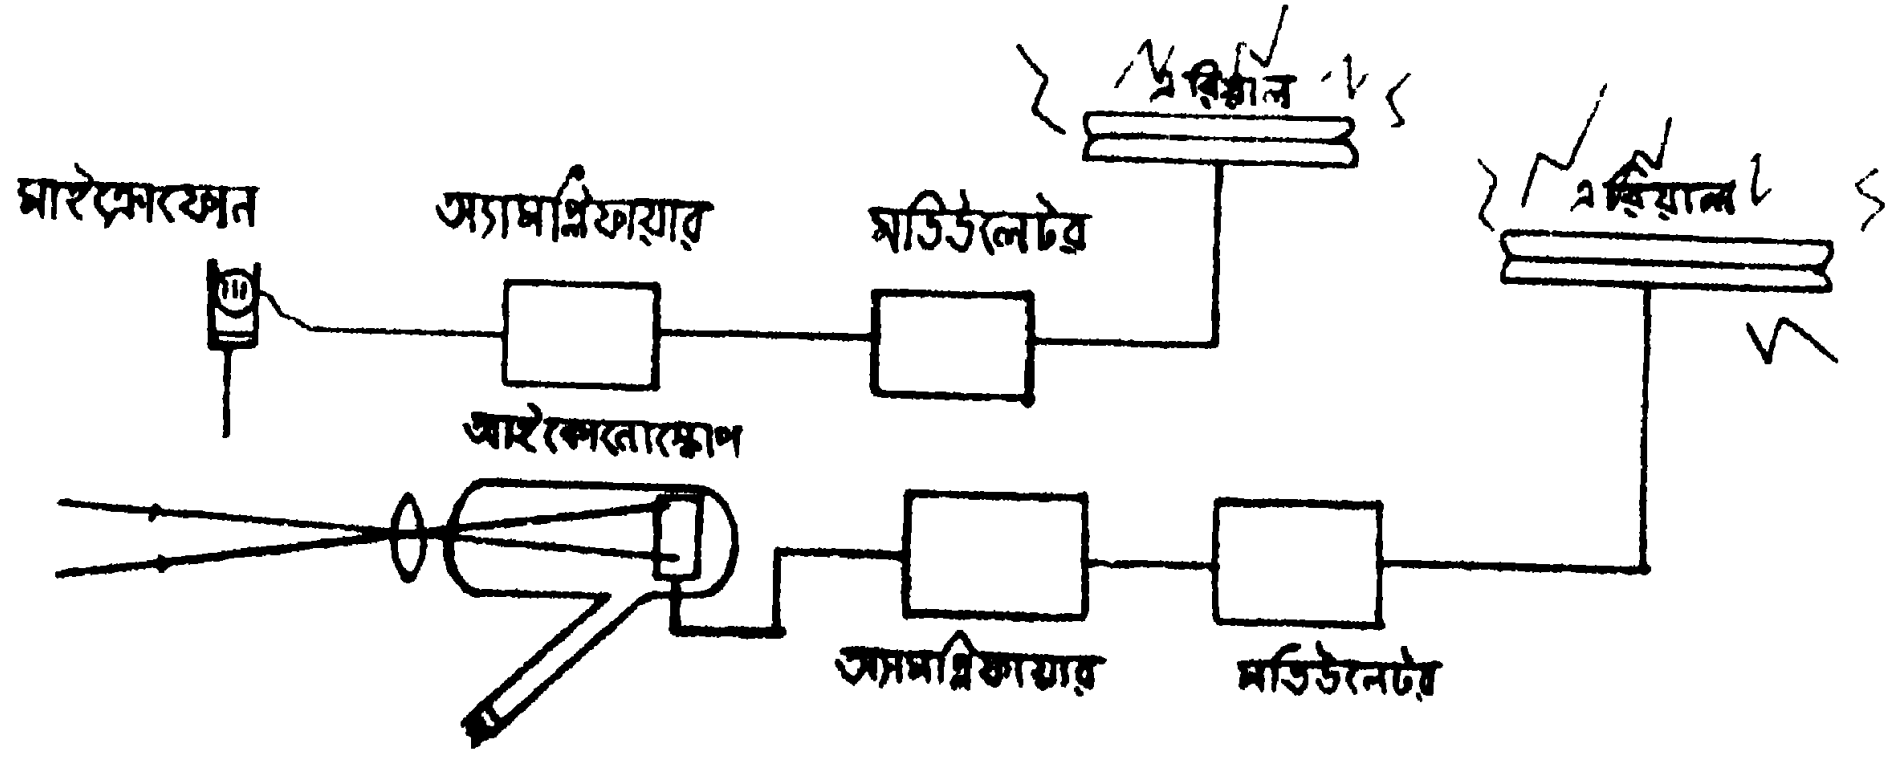 এরিয়াল
মাইক্রোফোন
অ্যামপ্লিফায়ার
মডিউলেটর
এরিয়াল
আইকোনোস্কোপ
অ্যামপ্লিফায়ার
মডিউলেটর